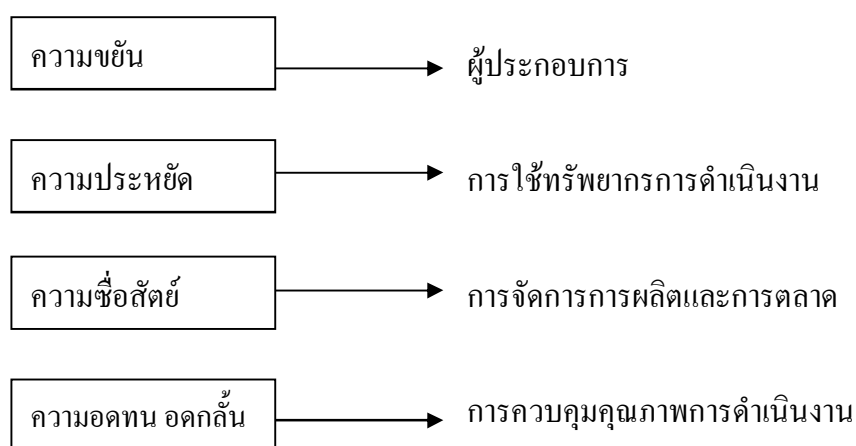 ความขยัน
ผู้ประกอบการ
ความประหยัด
การใช้ทรัพยากรการดำเนินงาน
ความซื่อสัตย์
การจัดการการผลิตและการตลาด
ความอดทน อดกลั้น
การควบคุมคุณภาพการดำเนินงาน